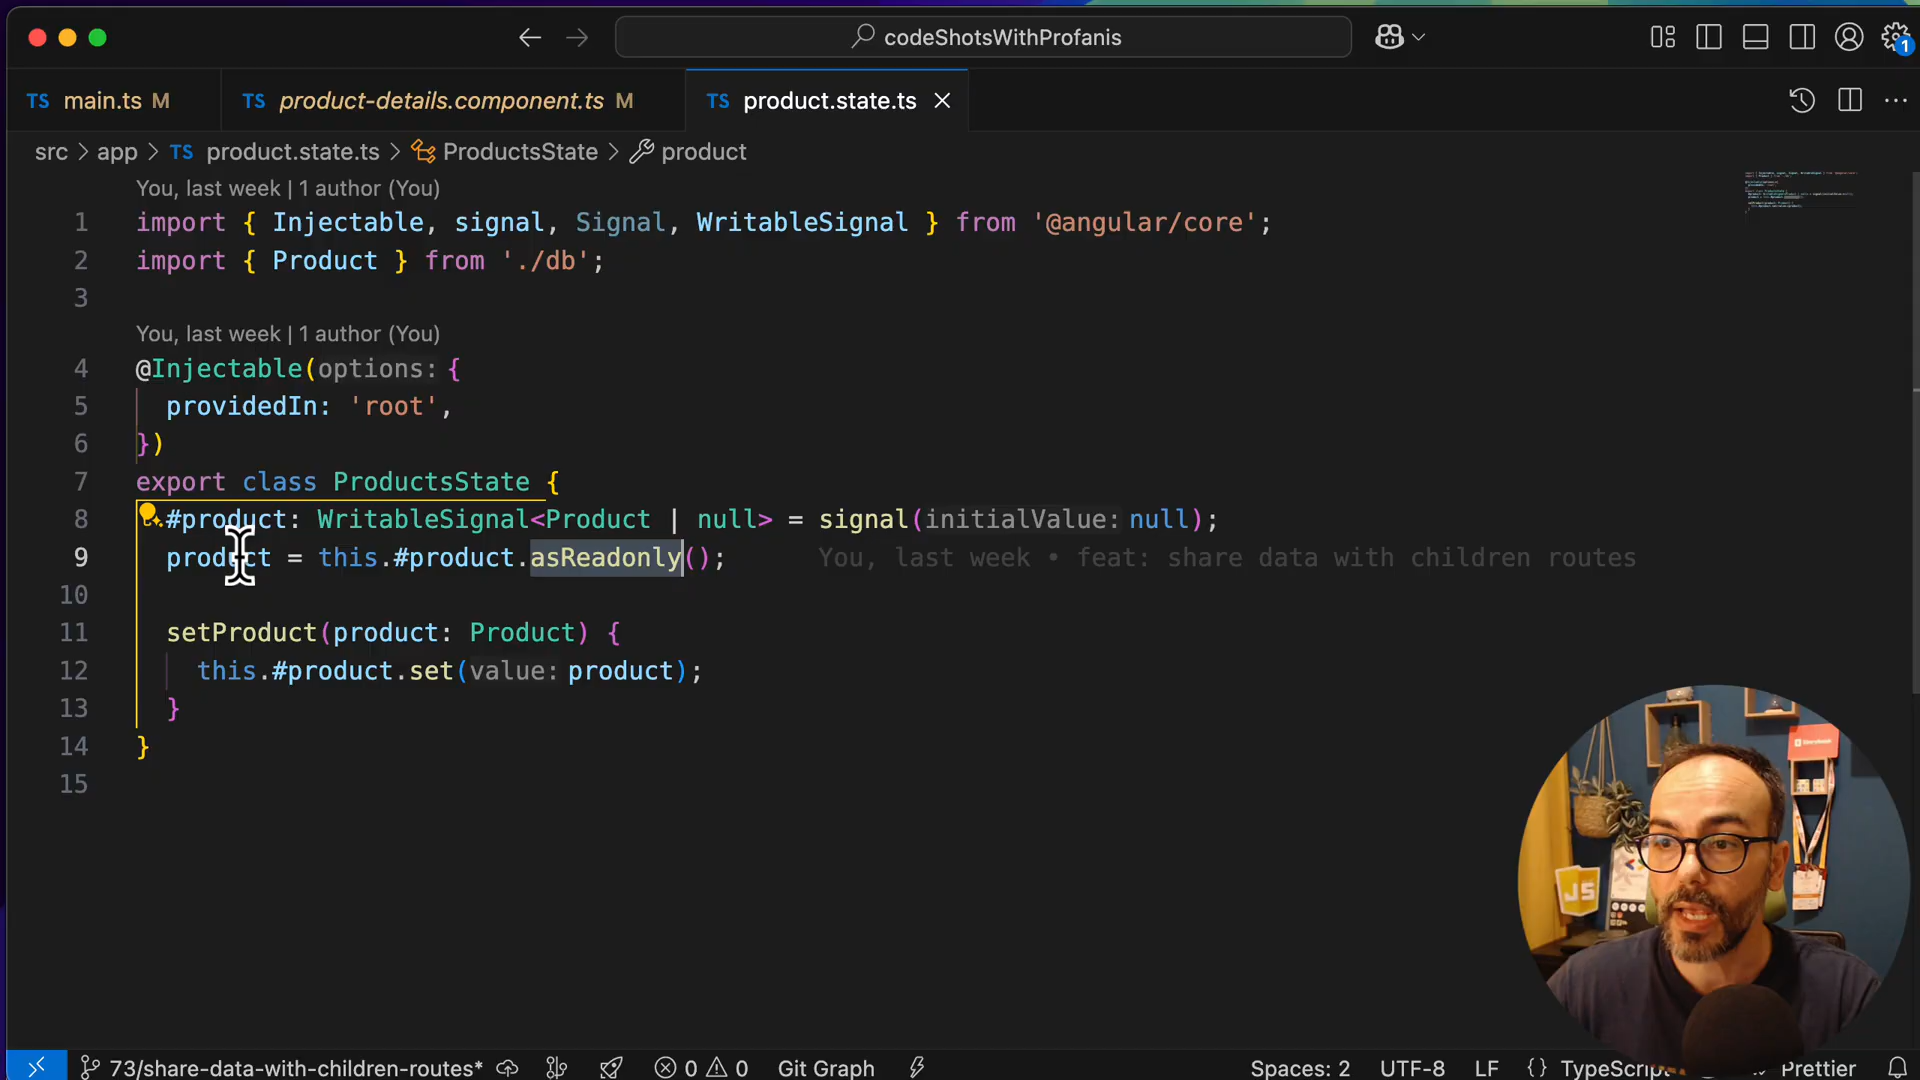 codeShotsWithProfanis
1
TS main.ts M
TS product-details.component.ts M
TS product.state.ts
src > app > TS product.state.ts > ProductsState > product
You, last week | 1 author (You)
1 import { Injectable, signal, Signal, WritableSignal } from '@angular/core';
2 import { Product } from './db';
3
You, last week | 1 author (You)
4 @Injectable(options: {
5 providedIn: 'root',
6 })
7 export class ProductsState {
8 #product: WritableSignal<Product | null> = signal(initialValue: null);
9 product = this.#product.asReadonly(); You, last week • feat: share data with children routes
10
11 setProduct(product: Product) {
12 this.#product.set(value: product);
13 }
14 }
15
JS
73/share-data-with-children-routes* 0 0 Git Graph Spaces: 2 UTF-8 LF {} TypeScript Prettier